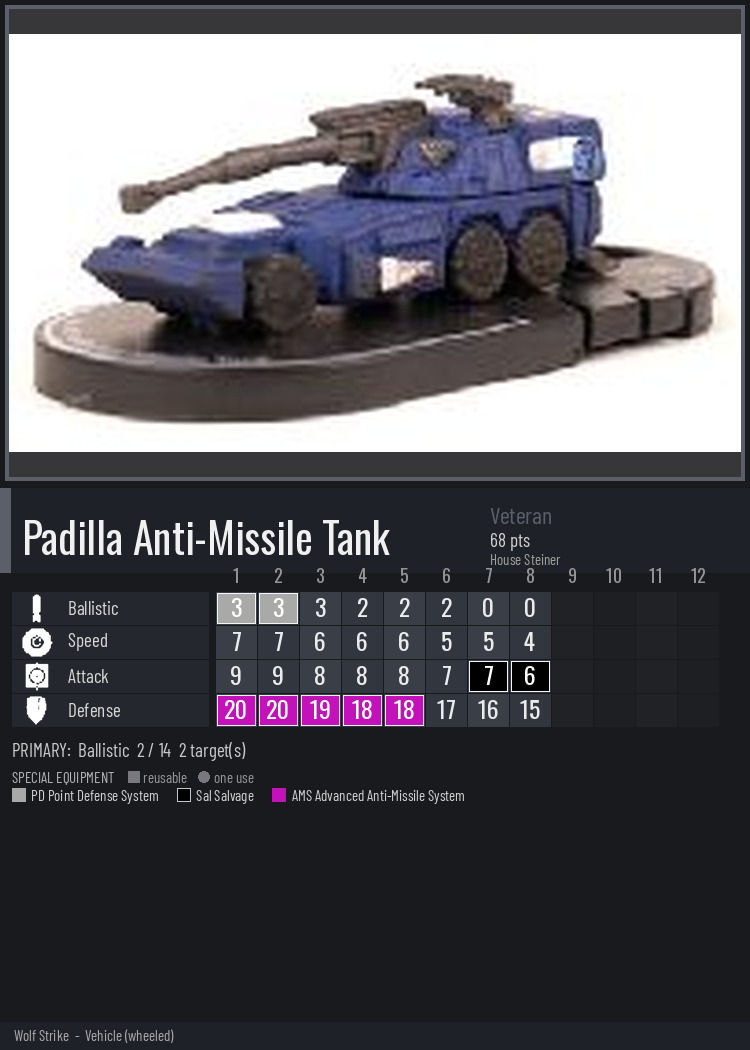 Padilla Anti-Missile Tank
Veteran
68 pts
House Steiner
1 2 3 4 5 6 7 8 9 10 11 12
Ballistic 3 3 3 2 2 2 0 0
Speed 7 7 6 6 6 5 5 4
Attack 9 9 8 8 8 7 7 6
Defense 20 20 19 18 18 17 16 15
PRIMARY: Ballistic 2 / 14 2 target(s)
SPECIAL EQUIPMENT reusable one use
PD Point Defense System Sal Salvage AMS Advanced Anti-Missile System
Wolf Strike - Vehicle (wheeled)